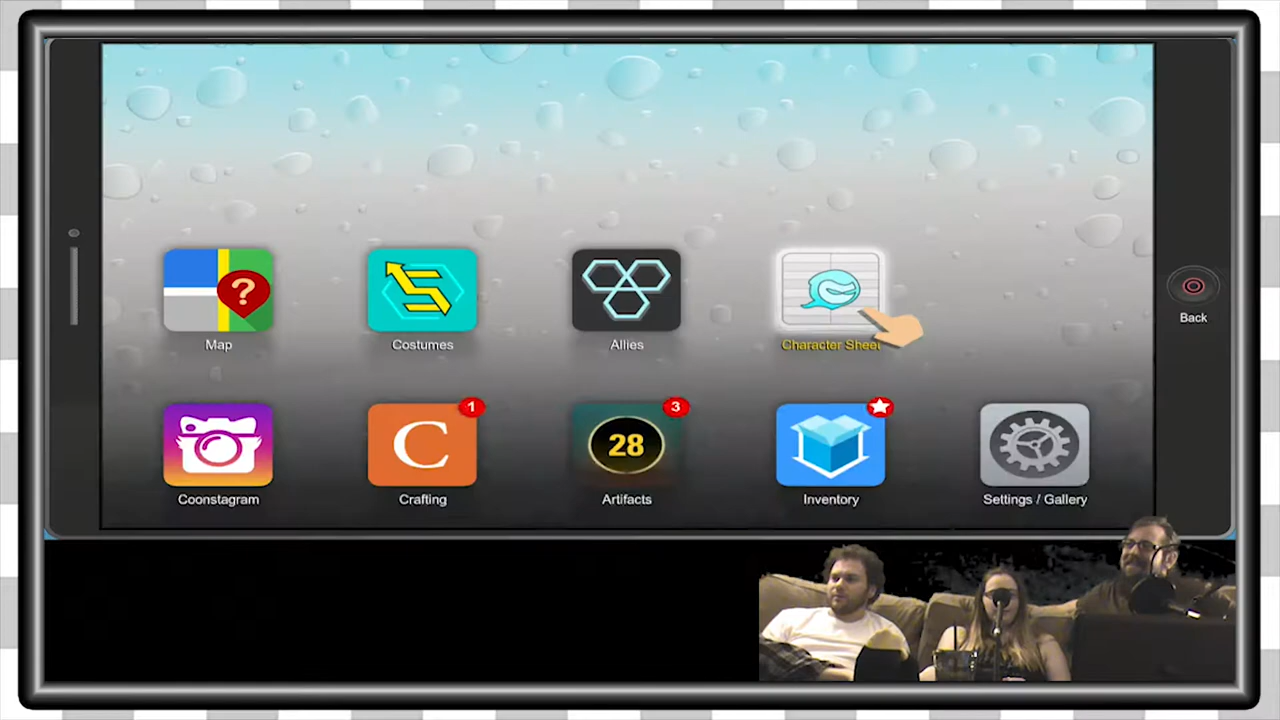 ?
Map
Costumes
Allies
Character Sheet
Back
Coonstagram
1
C
Crafting
3
28
Artifacts
Inventory
Settings / Gallery